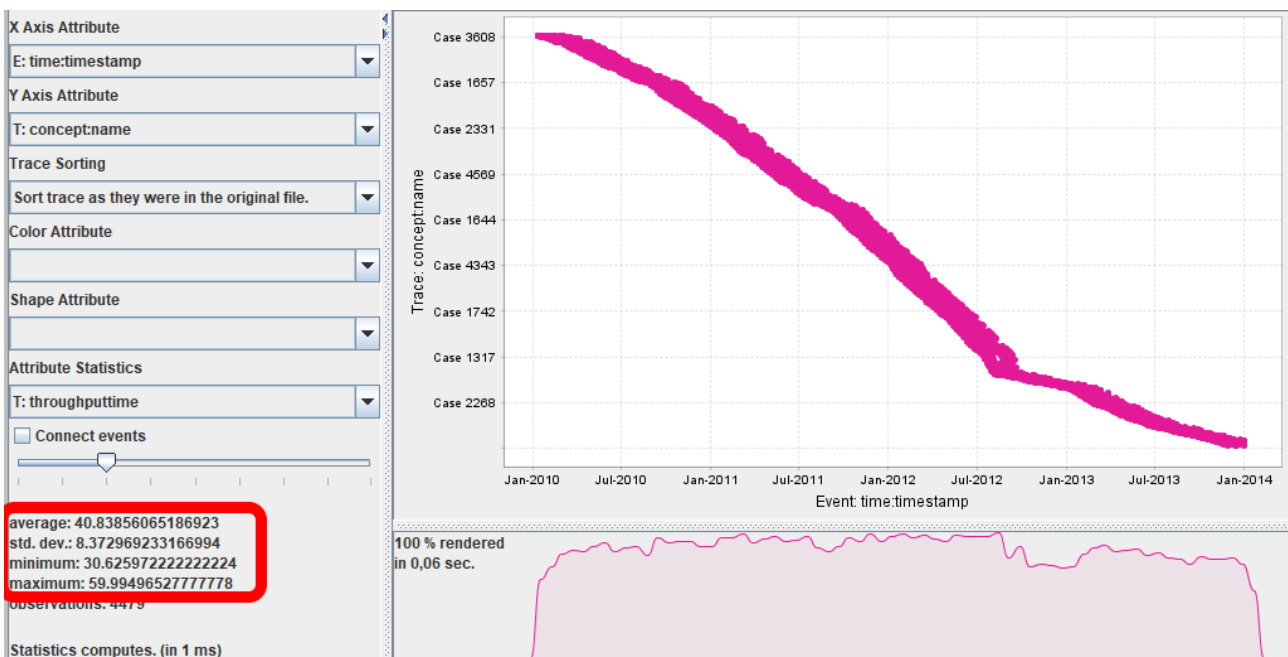 X Axis Attribute
E: time:timestamp
Y Axis Attribute
T: concept:name
Trace Sorting
Sort trace as they were in the original file.
Color Attribute
Shape Attribute
Attribute Statistics
T: throughputtime
Connect events
average: 40.83856065186923
std. dev.: 8.372969233166994
minimum: 30.625972222222224
maximum: 59.99496527777778
observations: 4479
Statistics computes. (in 1 ms)
Trace: concept:name
Case 3608
Case 1657
Case 2331
Case 4569
Case 1644
Case 4343
Case 1742
Case 1317
Case 2268
Jan-2010 Jul-2010 Jan-2011 Jul-2011 Jan-2012 Jul-2012 Jan-2013 Jul-2013 Jan-2014
Event: time:timestamp
100 % rendered
in 0,06 sec.